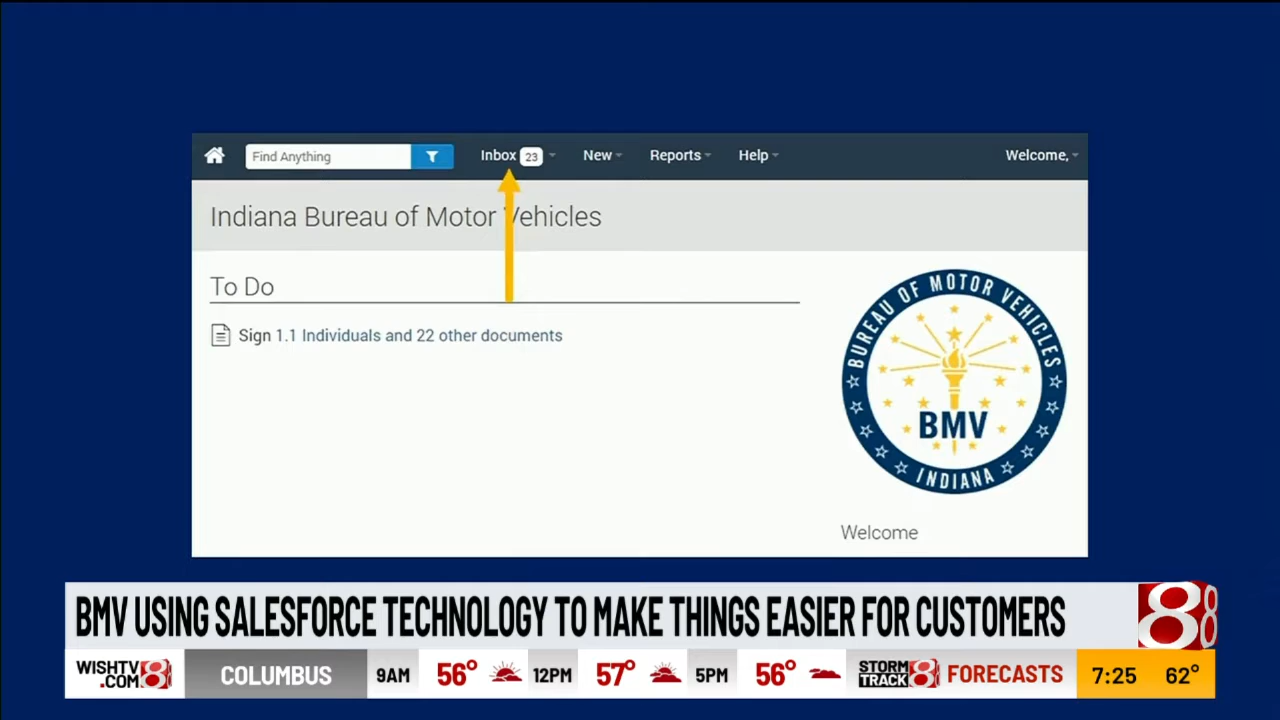 Find Anything
Inbox 23 New Reports Help Welcome,
Indiana Bureau of Motor Vehicles
To Do
Sign 1.1 Individuals and 22 other documents
BUREAU OF MOTOR VEHICLES
BMV
INDIANA
Welcome
BMV USING SALESFORCE TECHNOLOGY TO MAKE THINGS EASIER FOR CUSTOMERS
8
WISHTV8.COM COLUMBUS 9AM 56° 12PM 57° 5PM 56° STORM TRACK 8 FORECASTS 7:25 62°